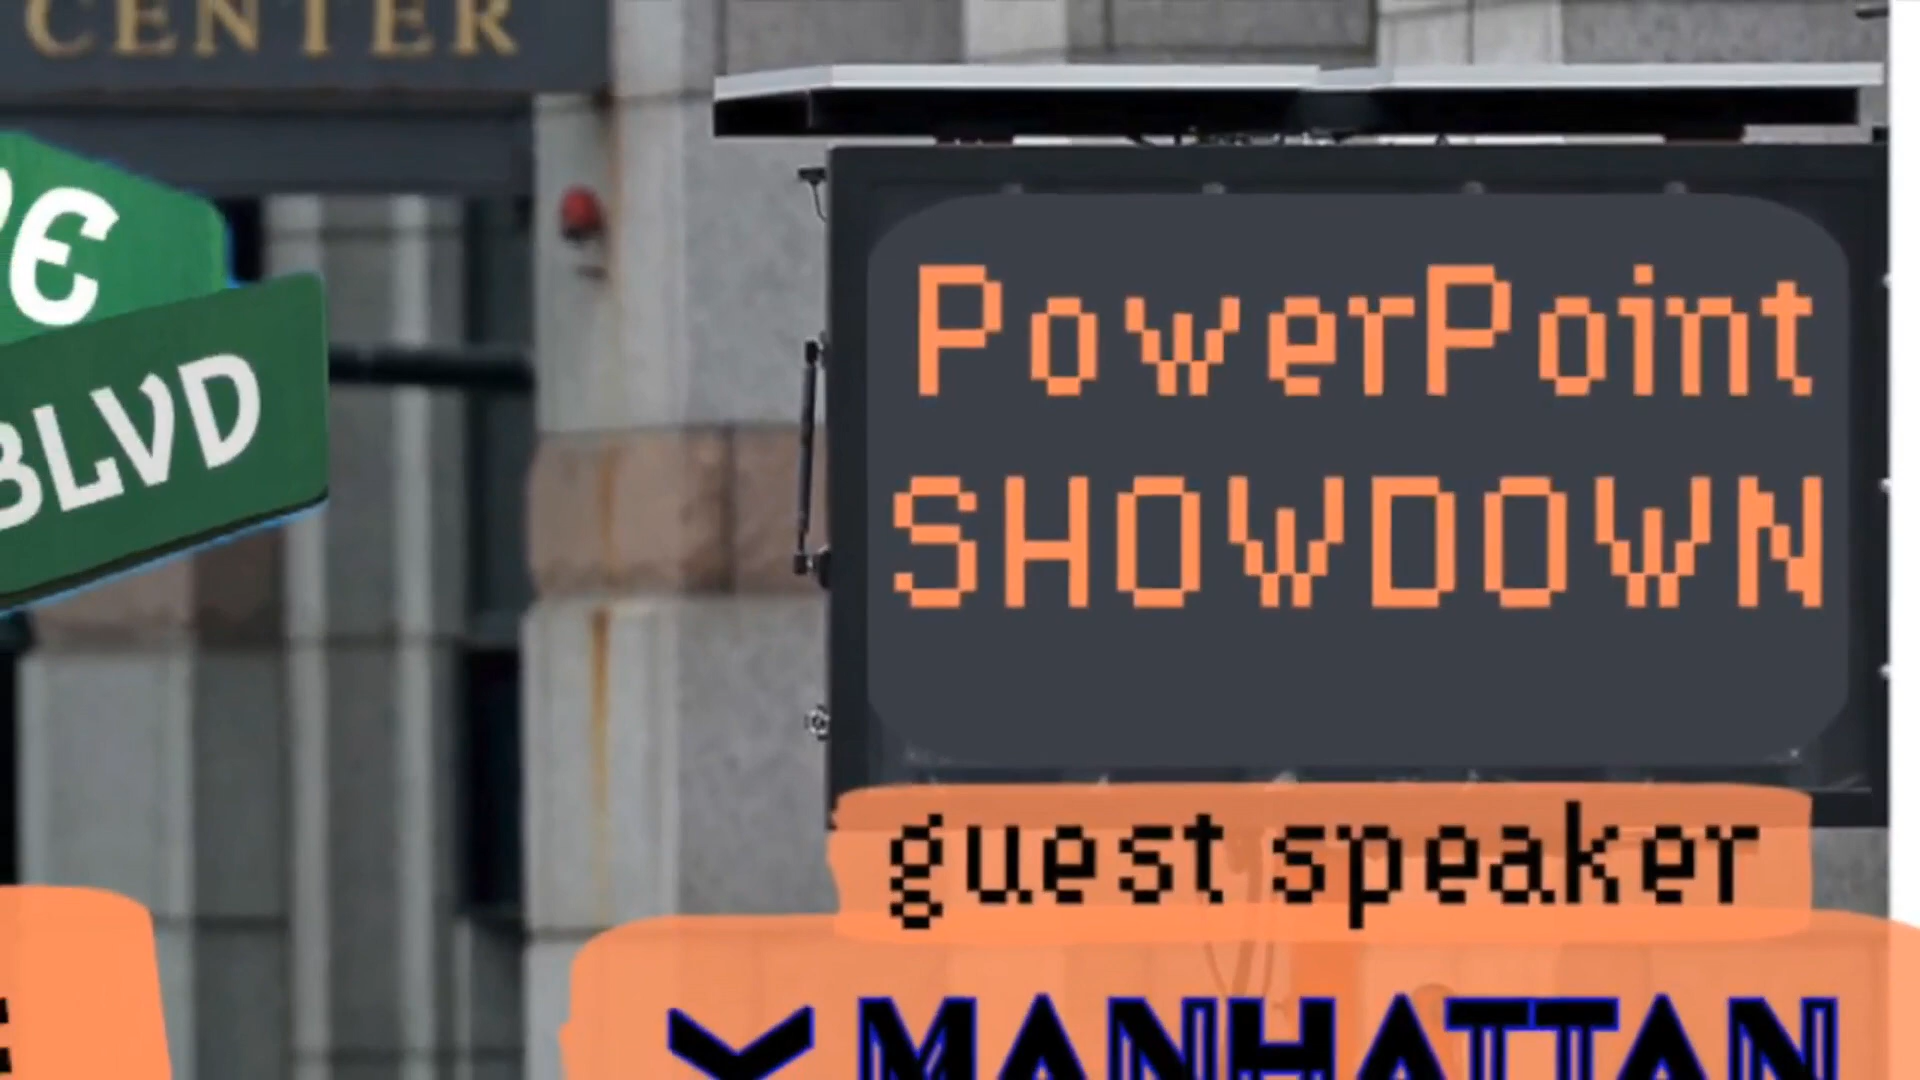 CENTER
BLVD
PowerPoint
SHOWDOWN
guest speaker
MANHATTAN